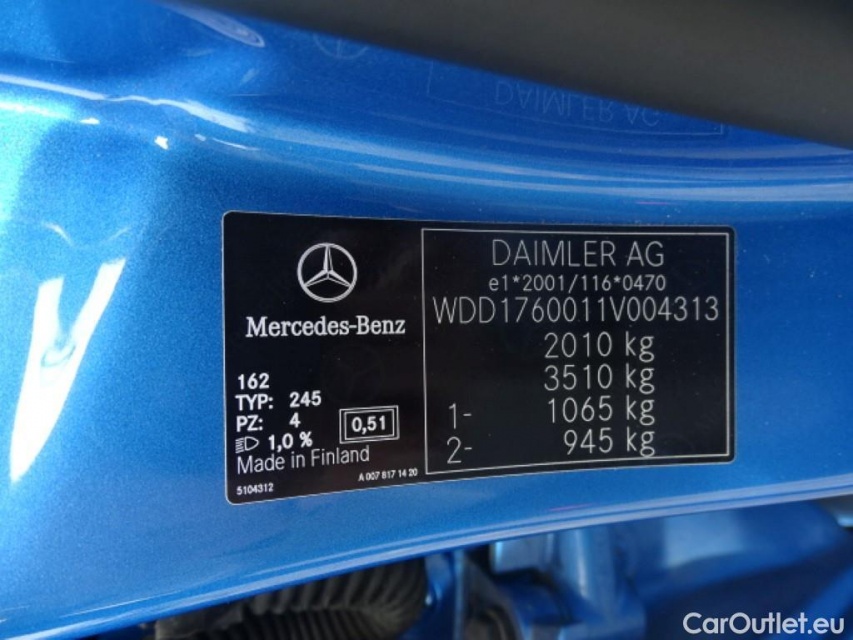 DAIMLER AG
Mercedes-Benz
162
TYP: 245
PZ: 4
1,0 %
0,51
Made in Finland
5104312
A 007 817 14 20
DAIMLER AG
e1*2001/116*0470
WDD1760011V004313
2010 kg
3510 kg
1- 1065 kg
2- 945 kg
CarOutlet.eu